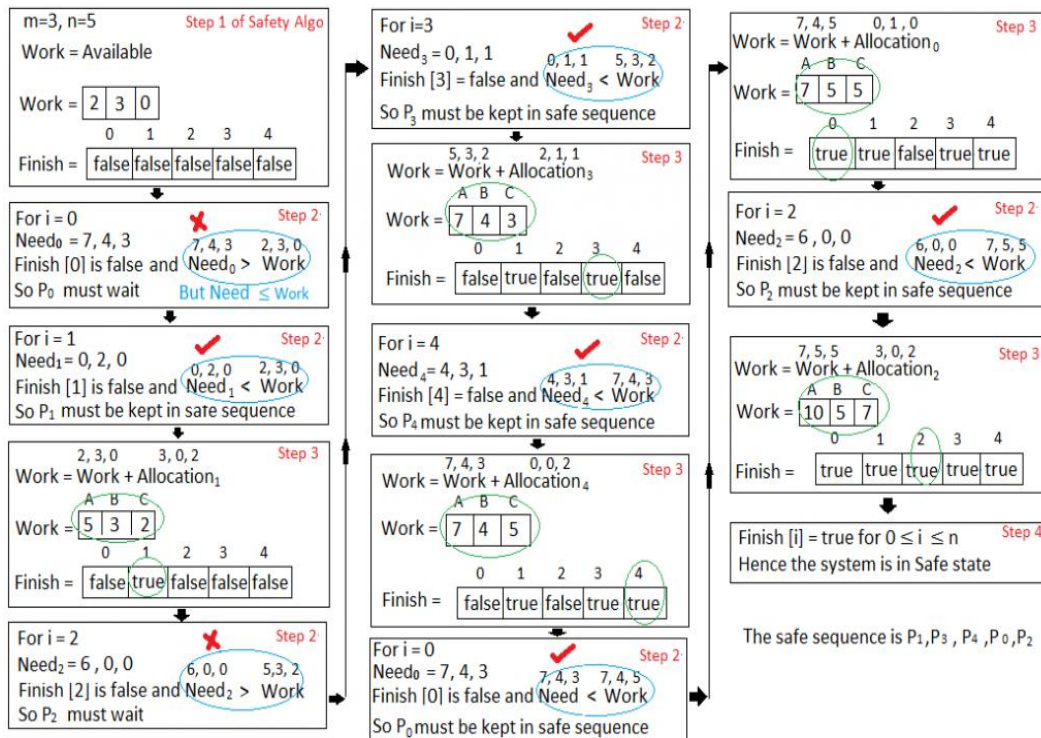 m=3, n=5
Step 1 of Safety Algo
Work = Available
Work = 2 3 0
0 1 2 3 4
Finish = false false false false false
For i = 0
Step 2
Need₀ = 7, 4, 3
7, 4, 3 2, 3, 0
Finish [0] is false and Need₀ > Work
So P₀ must wait
But Need ≤ Work
For i = 1
Step 2
Need₁ = 0, 2, 0
0, 2, 0 2, 3, 0
Finish [1] is false and Need₁ < Work
So P₁ must be kept in safe sequence
2, 3, 0 3, 0, 2
Step 3
Work = Work + Allocation₁
A B C
Work = 5 3 2
0 1 2 3 4
Finish = false true false false false
For i = 2
Step 2
Need₂ = 6 , 0, 0
6, 0, 0 5,3, 2
Finish [2] is false and Need₂ > Work
So P₂ must wait
For i=3
Step 2
Need₃ = 0, 1, 1
0, 1, 1 5, 3, 2
Finish [3] = false and Need₃ < Work
So P₃ must be kept in safe sequence
5, 3, 2 2, 1, 1
Step 3
Work = Work + Allocation₃
A B C
Work = 7 4 3
0 1 2 3 4
Finish = false true false true false
For i = 4
Step 2
Need₄ = 4, 3, 1
4, 3, 1 7, 4, 3
Finish [4] = false and Need₄ < Work
So P₄ must be kept in safe sequence
7, 4, 3 0, 0, 2
Step 3
Work = Work + Allocation₄
A B C
Work = 7 4 5
0 1 2 3 4
Finish = false true false true true
For i = 0
Step 2
Need₀ = 7, 4, 3
7, 4, 3 7, 4, 5
Finish [0] is false and Need < Work
So P₀ must be kept in safe sequence
7, 4, 5 0, 1, 0
Step 3
Work = Work + Allocation₀
A B C
Work = 7 5 5
0 1 2 3 4
Finish = true true false true true
For i = 2
Step 2
Need₂ = 6 , 0, 0
6, 0, 0 7, 5, 5
Finish [2] is false and Need₂ < Work
So P₂ must be kept in safe sequence
7, 5, 5 3, 0, 2
Step 3
Work = Work + Allocation₂
A B C
Work = 10 5 7
0 1 2 3 4
Finish = true true true true true
Finish [i] = true for 0 ≤ i ≤ n
Step 4
Hence the system is in Safe state
The safe sequence is P₁,P₃ , P₄ ,P₀,P₂